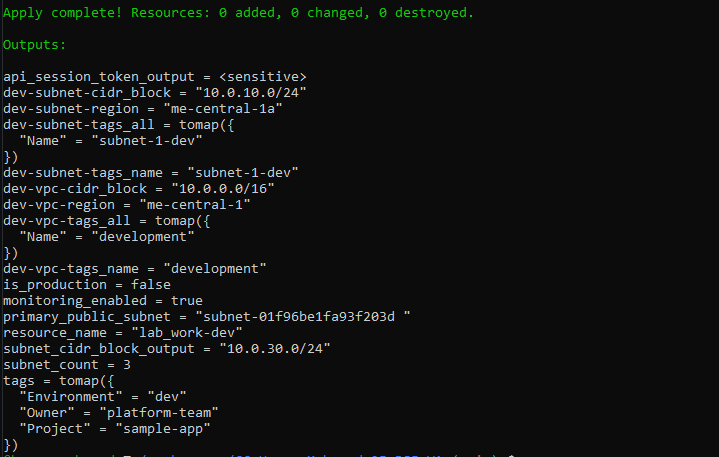 Apply complete! Resources: 0 added, 0 changed, 0 destroyed.
Outputs:
api_session_token_output = <sensitive>
dev-subnet-cidr_block = "10.0.10.0/24"
dev-subnet-region = "me-central-1a"
dev-subnet-tags_all = tomap({
  "Name" = "subnet-1-dev"
})
dev-subnet-tags_name = "subnet-1-dev"
dev-vpc-cidr_block = "10.0.0.0/16"
dev-vpc-region = "me-central-1"
dev-vpc-tags_all = tomap({
  "Name" = "development"
})
dev-vpc-tags_name = "development"
is_production = false
monitoring_enabled = true
primary_public_subnet = "subnet-01f96be1fa93f203d "
resource_name = "lab_work-dev"
subnet_cidr_block_output = "10.0.30.0/24"
subnet_count = 3
tags = tomap({
  "Environment" = "dev"
  "Owner" = "platform-team"
  "Project" = "sample-app"
})